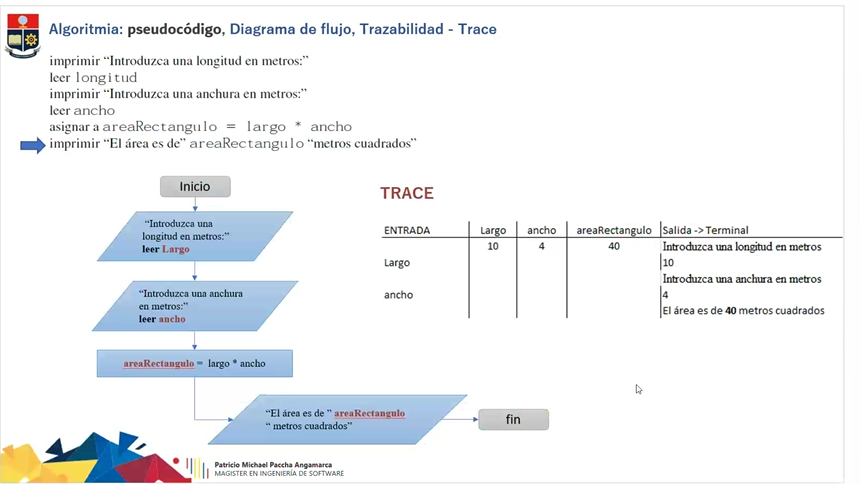 Algoritmia: pseudocódigo, Diagrama de flujo, Trazabilidad - Trace
imprimir “Introduzca una longitud en metros:”
leer longitud
imprimir “Introduzca una anchura en metros:”
leer ancho
asignar a areaRectangulo = largo * ancho
imprimir “El área es de” areaRectangulo “metros cuadrados”
Inicio
“Introduzca una
longitud en metros:”
leer Largo
“Introduzca una anchura
en metros:”
leer ancho
areaRectangulo = largo * ancho
“El área es de ” areaRectangulo
“ metros cuadrados”
fin
TRACE
ENTRADA Largo ancho areaRectangulo Salida -> Terminal
10 4 40 Introduzca una longitud en metros
Largo 10
Introduzca una anchura en metros
ancho 4
El área es de 40 metros cuadrados
Patricio Michael Paccha Angamarca
MAGISTER EN INGENIERÍA DE SOFTWARE